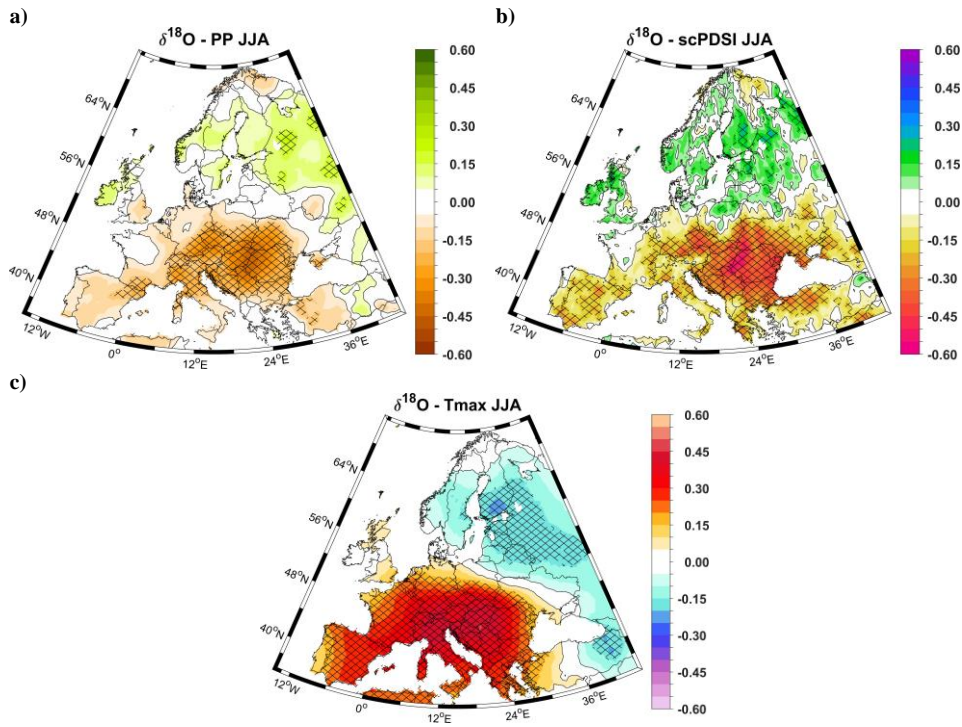 a)
δ¹⁸O - PP JJA
64°N
56°N
48°N
40°N
12°W
0°
12°E
24°E
36°E
0.60
0.45
0.30
0.15
0.00
-0.15
-0.30
-0.45
-0.60
b)
δ¹⁸O - scPDSI JJA
64°N
56°N
48°N
40°N
12°W
0°
12°E
24°E
36°E
0.60
0.45
0.30
0.15
0.00
-0.15
-0.30
-0.45
-0.60
c)
δ¹⁸O - Tmax JJA
64°N
56°N
48°N
40°N
12°W
0°
12°E
24°E
36°E
0.60
0.45
0.30
0.15
0.00
-0.15
-0.30
-0.45
-0.60